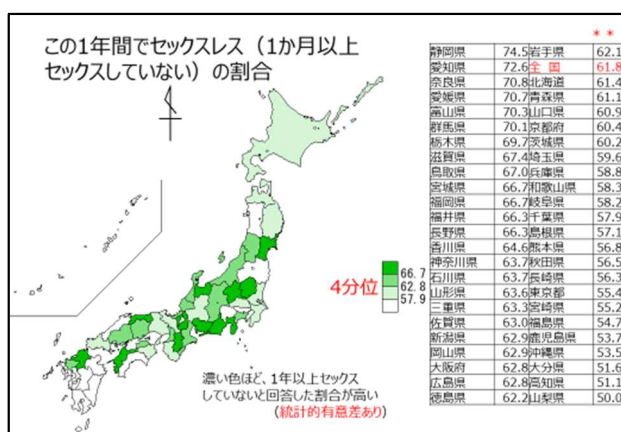 この1年間でセックスレス(1か月以上
セックスしていない)の割合
**
静岡県 74.5 岩手県 62.1
愛知県 72.6 全 国 61.8
奈良県 70.8 北海道 61.4
愛媛県 70.7 青森県 61.1
富山県 70.3 山口県 60.9
群馬県 70.1 京都府 60.4
栃木県 69.7 茨城県 60.2
滋賀県 67.4 埼玉県 59.6
鳥取県 67.0 兵庫県 58.8
宮城県 66.7 和歌山県 58.3
福岡県 66.7 岐阜県 58.2
福井県 66.3 千葉県 57.9
長野県 66.3 島根県 57.1
香川県 64.6 熊本県 56.8
神奈川県 63.7 秋田県 56.5
石川県 63.7 長崎県 56.3
山形県 63.6 東京都 55.4
三重県 63.3 宮崎県 55.2
佐賀県 63.0 福島県 54.7
新潟県 62.9 鹿児島県 53.7
岡山県 62.9 沖縄県 53.5
大阪府 62.8 大分県 51.6
広島県 62.8 高知県 51.1
徳島県 62.2 山梨県 50.0
4分位
66.7
62.8
57.9
濃い色ほど、1年以上セックス
していないと回答した割合が高い
(統計的有意差あり)